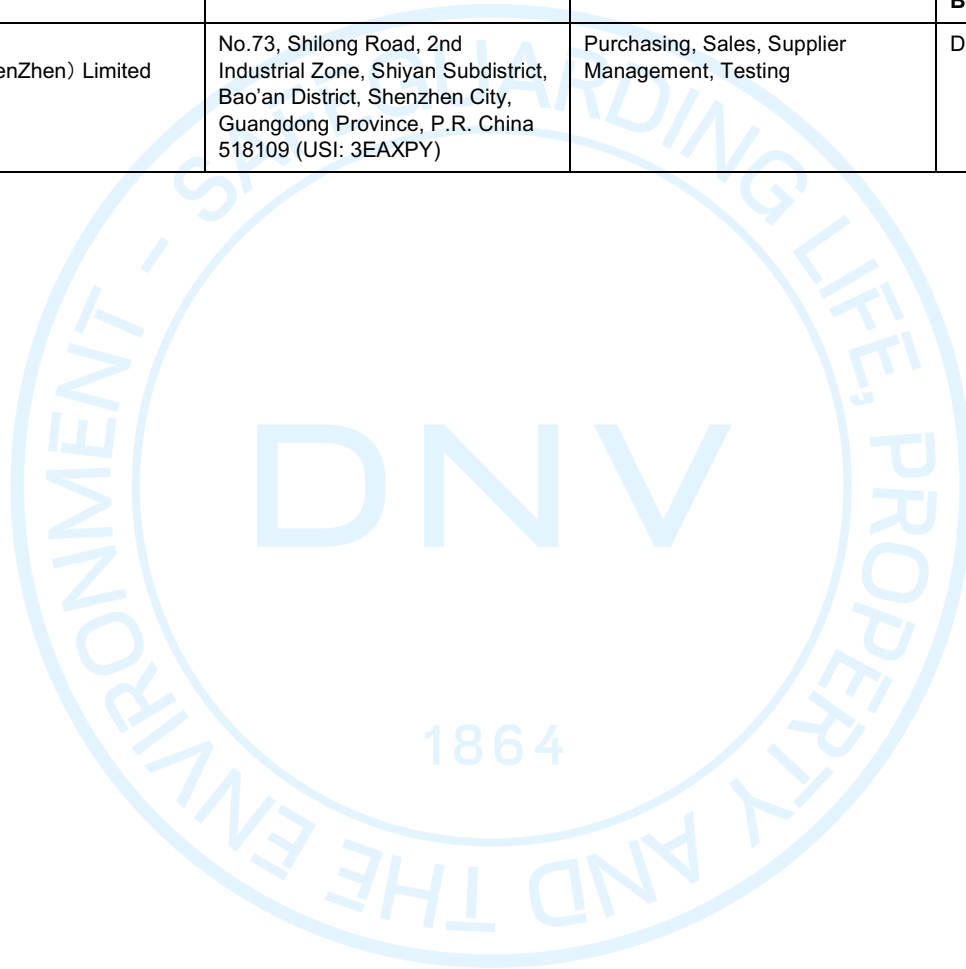 B
enZhen）Limited
No.73, Shilong Road, 2nd
Industrial Zone, Shiyan Subdistrict,
Bao’an District, Shenzhen City,
Guangdong Province, P.R. China
518109 (USI: 3EAXPY)
Purchasing, Sales, Supplier
Management, Testing
D
SAFEGUARDING LIFE, PROPERTY AND THE ENVIRONMENT -
DNV
1864